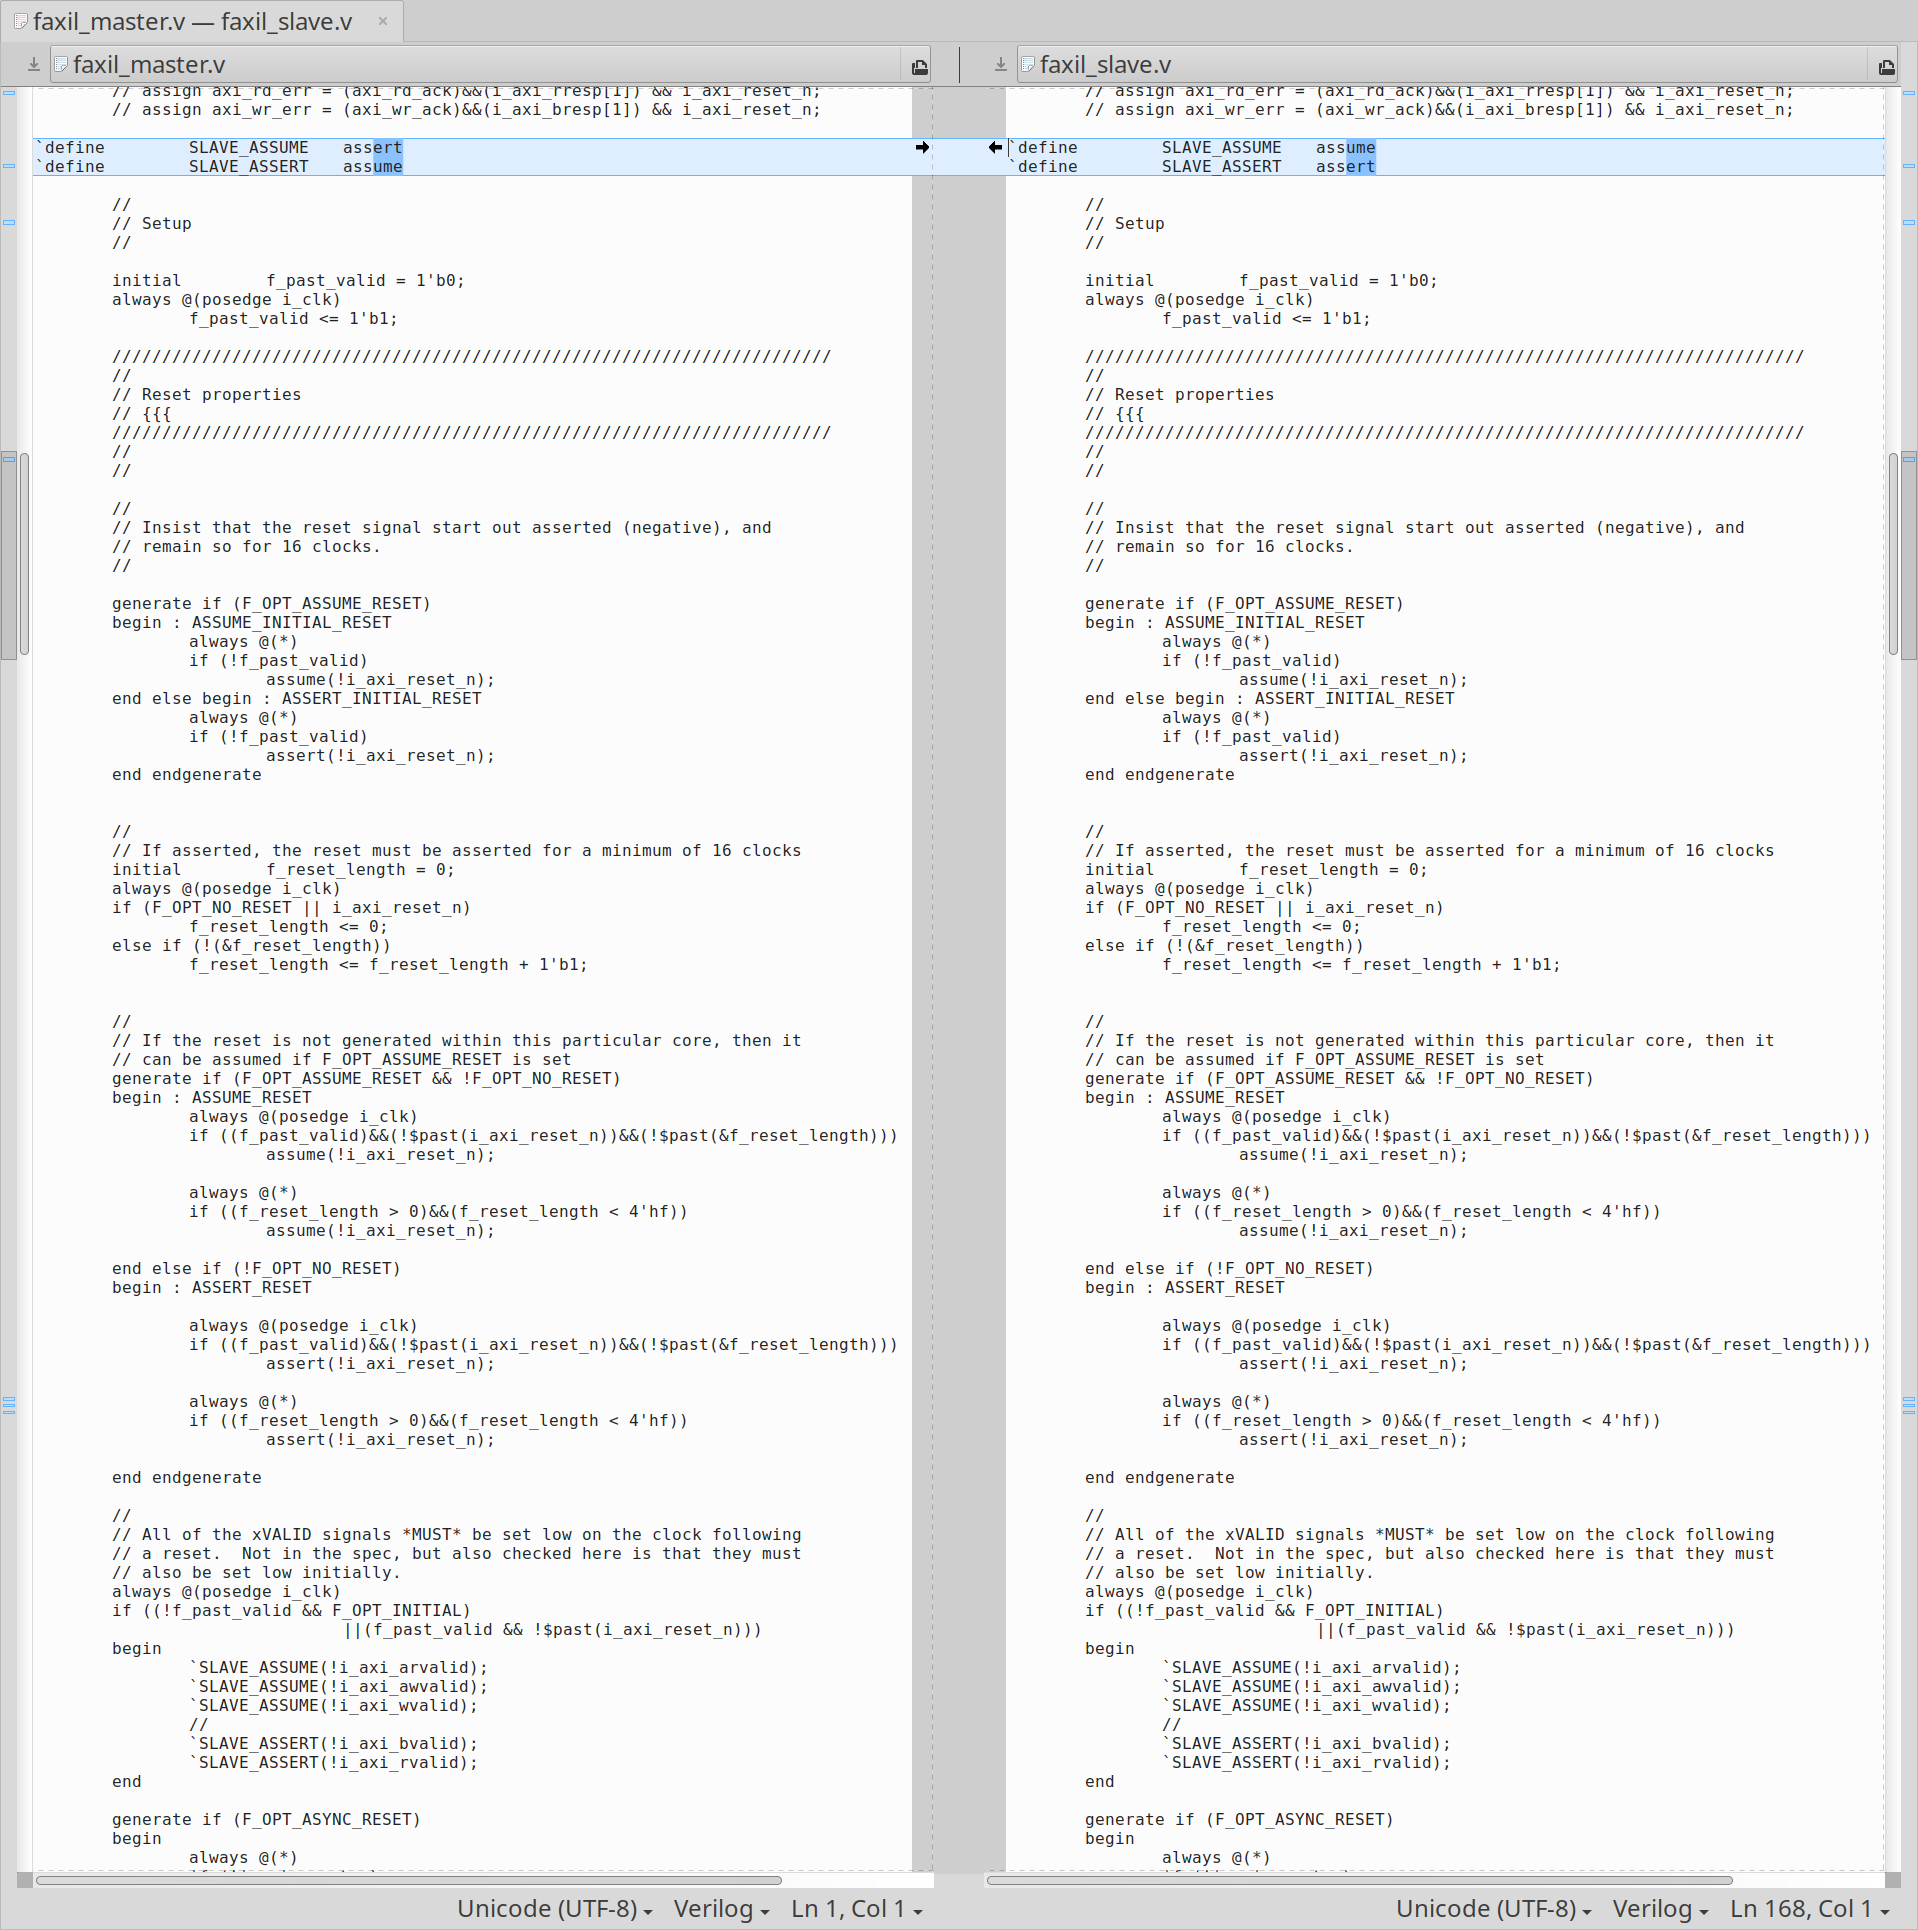 faxil_master.v — faxil_slave.v ×
faxil_master.v
// assign axi_rd_err = (axi_rd_ack)&&(i_axi_rresp[1]) && i_axi_reset_n;
// assign axi_wr_err = (axi_wr_ack)&&(i_axi_bresp[1]) && i_axi_reset_n;
`define SLAVE_ASSUME assert
`define SLAVE_ASSERT assume
//
// Setup
//
initial f_past_valid = 1'b0;
always @(posedge i_clk)
f_past_valid <= 1'b1;
////////////////////////////////////////////////////////////////////////
//
// Reset properties
// {{{
////////////////////////////////////////////////////////////////////////
//
//
//
// Insist that the reset signal start out asserted (negative), and
// remain so for 16 clocks.
//
generate if (F_OPT_ASSUME_RESET)
begin : ASSUME_INITIAL_RESET
always @(*)
if (!f_past_valid)
assume(!i_axi_reset_n);
end else begin : ASSERT_INITIAL_RESET
always @(*)
if (!f_past_valid)
assert(!i_axi_reset_n);
end endgenerate
//
// If asserted, the reset must be asserted for a minimum of 16 clocks
initial f_reset_length = 0;
always @(posedge i_clk)
if (F_OPT_NO_RESET || i_axi_reset_n)
f_reset_length <= 0;
else if (!(&f_reset_length))
f_reset_length <= f_reset_length + 1'b1;
//
// If the reset is not generated within this particular core, then it
// can be assumed if F_OPT_ASSUME_RESET is set
generate if (F_OPT_ASSUME_RESET && !F_OPT_NO_RESET)
begin : ASSUME_RESET
always @(posedge i_clk)
if ((f_past_valid)&&(!$past(i_axi_reset_n))&&(!$past(&f_reset_length)))
assume(!i_axi_reset_n);
always @(*)
if ((f_reset_length > 0)&&(f_reset_length < 4'hf))
assume(!i_axi_reset_n);
end else if (!F_OPT_NO_RESET)
begin : ASSERT_RESET
always @(posedge i_clk)
if ((f_past_valid)&&(!$past(i_axi_reset_n))&&(!$past(&f_reset_length)))
assert(!i_axi_reset_n);
always @(*)
if ((f_reset_length > 0)&&(f_reset_length < 4'hf))
assert(!i_axi_reset_n);
end endgenerate
//
// All of the xVALID signals *MUST* be set low on the clock following
// a reset.  Not in the spec, but also checked here is that they must
// also be set low initially.
always @(posedge i_clk)
if ((!f_past_valid && F_OPT_INITIAL)
||(f_past_valid && !$past(i_axi_reset_n)))
begin
`SLAVE_ASSUME(!i_axi_arvalid);
`SLAVE_ASSUME(!i_axi_awvalid);
`SLAVE_ASSUME(!i_axi_wvalid);
//
`SLAVE_ASSERT(!i_axi_bvalid);
`SLAVE_ASSERT(!i_axi_rvalid);
end
generate if (F_OPT_ASYNC_RESET)
begin
always @(*)
Unicode (UTF-8) Verilog Ln 1, Col 1
faxil_slave.v
// assign axi_rd_err = (axi_rd_ack)&&(i_axi_rresp[1]) && i_axi_reset_n;
// assign axi_wr_err = (axi_wr_ack)&&(i_axi_bresp[1]) && i_axi_reset_n;
`define SLAVE_ASSUME assume
`define SLAVE_ASSERT assert
//
// Setup
//
initial f_past_valid = 1'b0;
always @(posedge i_clk)
f_past_valid <= 1'b1;
////////////////////////////////////////////////////////////////////////
//
// Reset properties
// {{{
////////////////////////////////////////////////////////////////////////
//
//
//
// Insist that the reset signal start out asserted (negative), and
// remain so for 16 clocks.
//
generate if (F_OPT_ASSUME_RESET)
begin : ASSUME_INITIAL_RESET
always @(*)
if (!f_past_valid)
assume(!i_axi_reset_n);
end else begin : ASSERT_INITIAL_RESET
always @(*)
if (!f_past_valid)
assert(!i_axi_reset_n);
end endgenerate
//
// If asserted, the reset must be asserted for a minimum of 16 clocks
initial f_reset_length = 0;
always @(posedge i_clk)
if (F_OPT_NO_RESET || i_axi_reset_n)
f_reset_length <= 0;
else if (!(&f_reset_length))
f_reset_length <= f_reset_length + 1'b1;
//
// If the reset is not generated within this particular core, then it
// can be assumed if F_OPT_ASSUME_RESET is set
generate if (F_OPT_ASSUME_RESET && !F_OPT_NO_RESET)
begin : ASSUME_RESET
always @(posedge i_clk)
if ((f_past_valid)&&(!$past(i_axi_reset_n))&&(!$past(&f_reset_length)))
assume(!i_axi_reset_n);
always @(*)
if ((f_reset_length > 0)&&(f_reset_length < 4'hf))
assume(!i_axi_reset_n);
end else if (!F_OPT_NO_RESET)
begin : ASSERT_RESET
always @(posedge i_clk)
if ((f_past_valid)&&(!$past(i_axi_reset_n))&&(!$past(&f_reset_length)))
assert(!i_axi_reset_n);
always @(*)
if ((f_reset_length > 0)&&(f_reset_length < 4'hf))
assert(!i_axi_reset_n);
end endgenerate
//
// All of the xVALID signals *MUST* be set low on the clock following
// a reset.  Not in the spec, but also checked here is that they must
// also be set low initially.
always @(posedge i_clk)
if ((!f_past_valid && F_OPT_INITIAL)
||(f_past_valid && !$past(i_axi_reset_n)))
begin
`SLAVE_ASSUME(!i_axi_arvalid);
`SLAVE_ASSUME(!i_axi_awvalid);
`SLAVE_ASSUME(!i_axi_wvalid);
//
`SLAVE_ASSERT(!i_axi_bvalid);
`SLAVE_ASSERT(!i_axi_rvalid);
end
generate if (F_OPT_ASYNC_RESET)
begin
always @(*)
Unicode (UTF-8) Verilog Ln 168, Col 1